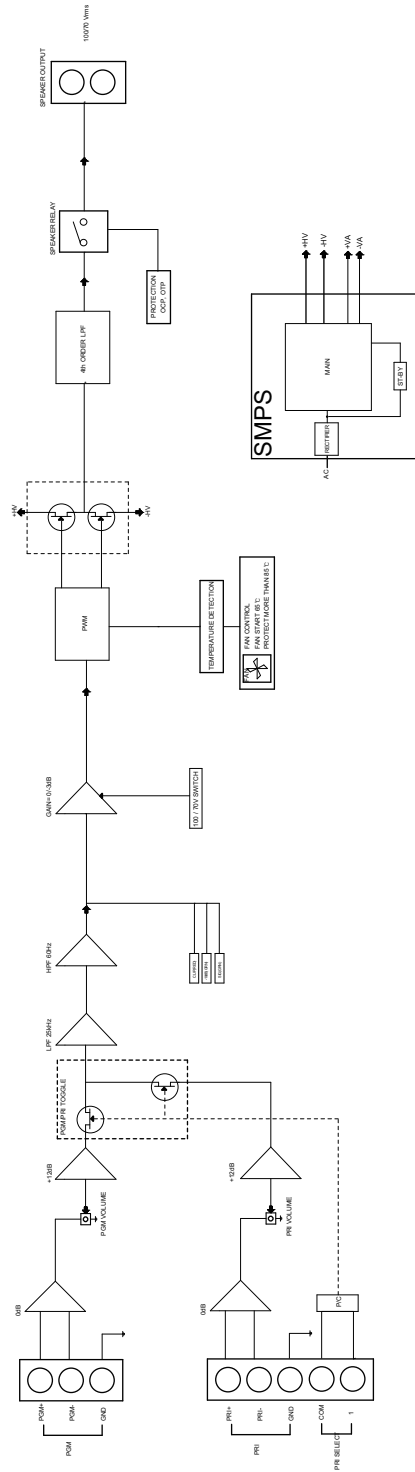 100/70 Vrms
SPEAKER OUTPUT
SPEAKER RELAY
PROTECTION
OCP, OTP
4th ORDER LPF
+HV
-HV
PWM
TEMPERATURE DETECTION
FAN
FAN CONTROL
FAN START 65℃
PROTECT MORE THAN 85℃
GAIN= 0/-3dB
100 / 70V SWITCH
HPF 60Hz
LPF 25kHz
PGM/PRI TOGGLE
+12dB
PGM VOLUME
0dB
PGM+
PGM-
GND
PGM
+12dB
PRI VOLUME
0dB
PRI+
PRI-
GND
PRI
COM
1
PRI SELECT
P/C
SMPS
AC
RECTIFIER
MAIN
ST-BY
+HV
-HV
+VA
-VA